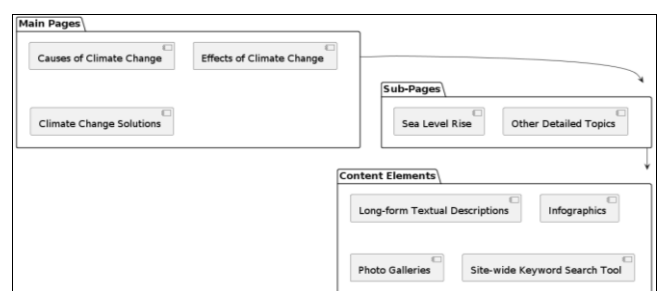 Main Pages
Causes of Climate Change
Effects of Climate Change
Climate Change Solutions
Sub-Pages
Sea Level Rise
Other Detailed Topics
Content Elements
Long-form Textual Descriptions
Infographics
Photo Galleries
Site-wide Keyword Search Tool